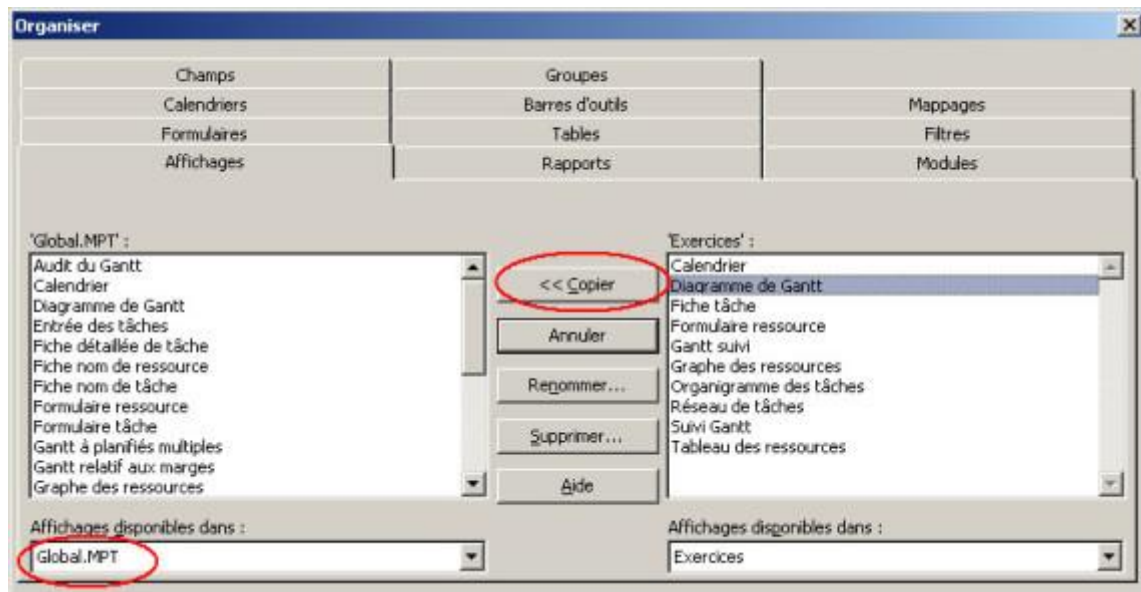 Organiser
Champs
Groupes
Calendriers
Barres d'outils
Mappages
Formulaires
Tables
Filtres
Affichages
Rapports
Modules
'Global.MPT' :
Audit du Gantt
Calendrier
Diagramme de Gantt
Entrée des tâches
Fiche détaillée de tâche
Fiche nom de ressource
Fiche nom de tâche
Formulaire ressource
Formulaire tâche
Gantt à planifiés multiples
Gantt relatif aux marges
Graphe des ressources
<< Copier
Annuler
Renommer...
Supprimer...
Aide
'Exercices' :
Calendrier
Diagramme de Gantt
Fiche tâche
Formulaire ressource
Gantt suivi
Graphe des ressources
Organigramme des tâches
Réseau de tâches
Suivi Gantt
Tableau des ressources
Affichages disponibles dans :
Global.MPT
Affichages disponibles dans :
Exercices